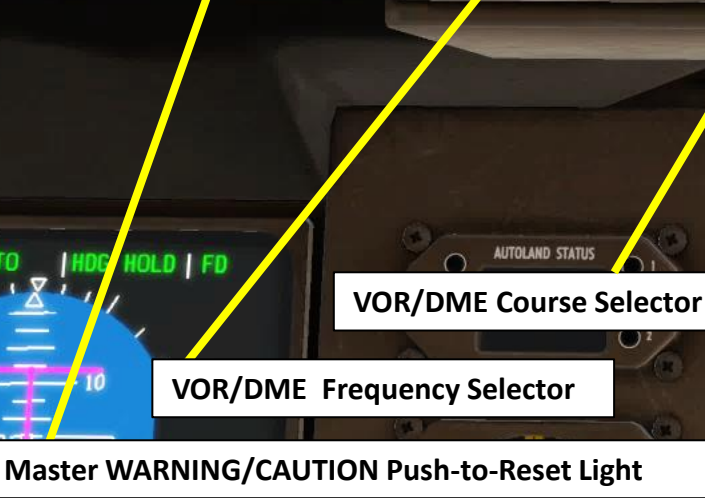 TO | HDG HOLD | FD
AUTOLAND STATUS
1
VOR/DME Course Selector
2
10
VOR/DME Frequency Selector
Master WARNING/CAUTION Push-to-Reset Light